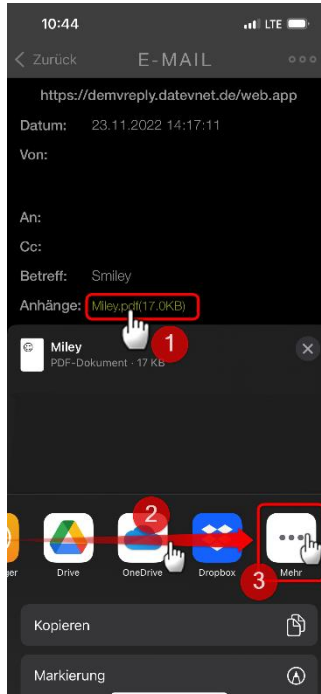 10:44 LTE
Zurück E-MAIL
https://demvreply.datevnet.de/web.app
Datum: 23.11.2022 14:17:11
Von:
An:
Cc:
Betreff: Smiley
Anhänge: Miley.pdf(17.0KB)
1
Miley
PDF-Dokument · 17 KB
2
ger Drive OneDrive Dropbox Mehr
3
Kopieren
Markierung